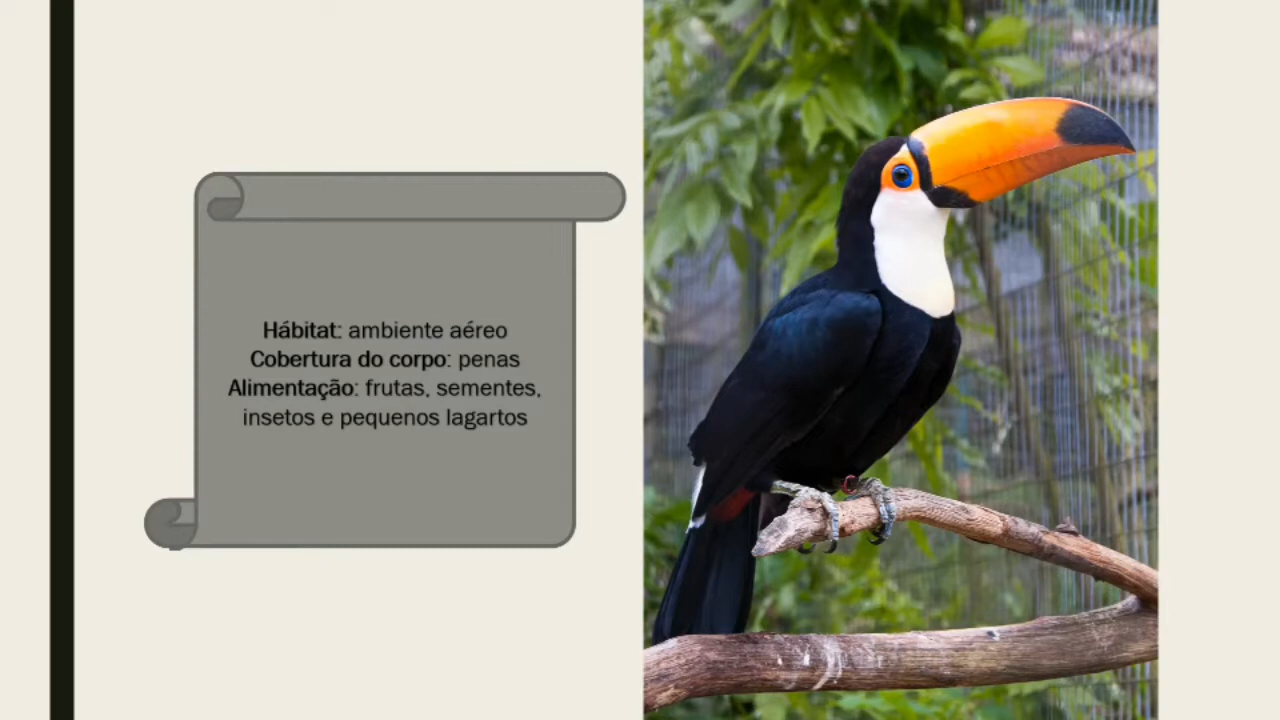 Hábitat: ambiente aéreo
Cobertura do corpo: penas
Alimentação: frutas, sementes,
insetos e pequenos lagartos